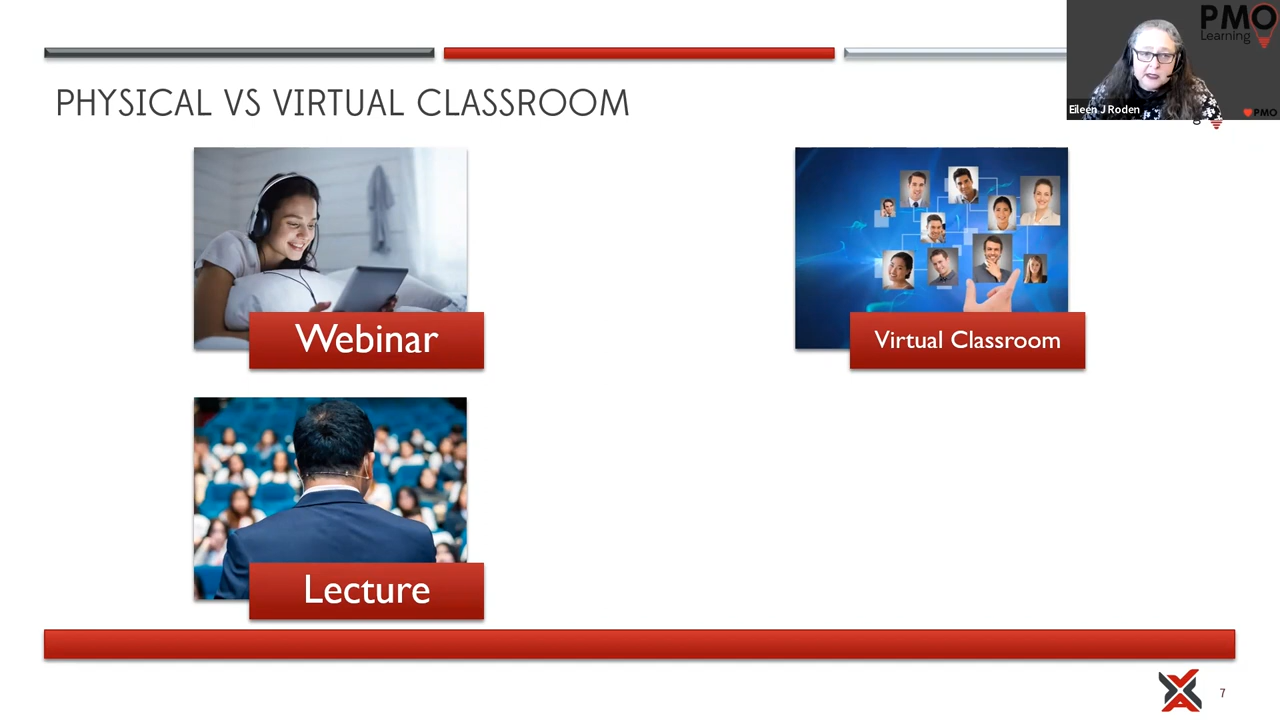 PMO
Learning
Eileen J Roden
PMO
PHYSICAL VS VIRTUAL CLASSROOM
g
Webinar
Virtual Classroom
Lecture
7